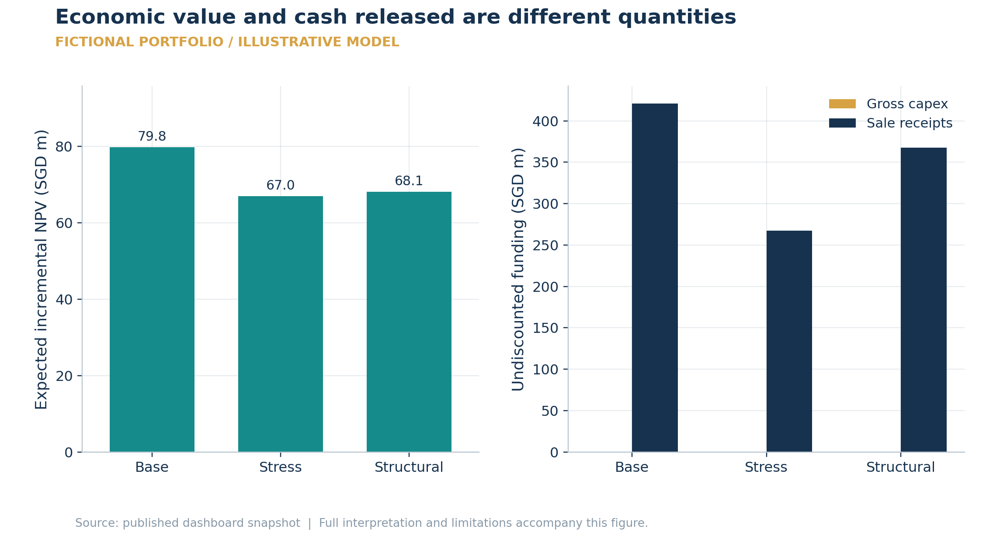 Economic value and cash released are different quantities
FICTIONAL PORTFOLIO / ILLUSTRATIVE MODEL
Expected incremental NPV (SGD m)
80
60
40
20
0
79.8
67.0
68.1
Base
Stress
Structural
Undiscounted funding (SGD m)
400
350
300
250
200
150
100
50
0
Gross capex
Sale receipts
Base
Stress
Structural
Source: published dashboard snapshot | Full interpretation and limitations accompany this figure.